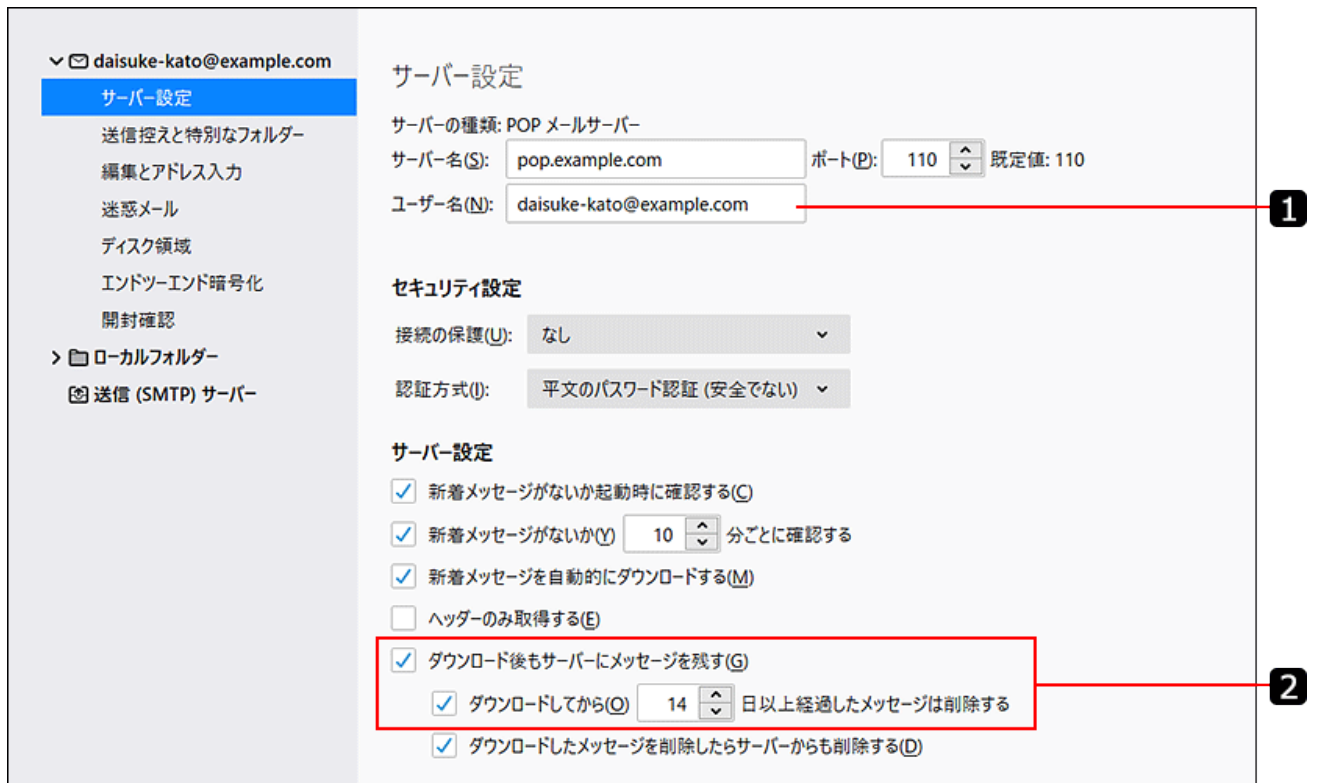 daisuke-kato@example.com
サーバー設定
送信控えと特別なフォルダー
編集とアドレス入力
迷惑メール
ディスク領域
エンドツーエンド暗号化
開封確認
ローカルフォルダー
送信 (SMTP) サーバー
サーバー設定
サーバーの種類: POP メールサーバー
サーバー名(S): pop.example.com ポート(P): 110 既定値: 110
ユーザー名(N): daisuke-kato@example.com
1
セキュリティ設定
接続の保護(U): なし
認証方式(I): 平文のパスワード認証 (安全でない)
サーバー設定
新着メッセージがないか起動時に確認する(C)
新着メッセージがないか(Y) 10 分ごとに確認する
新着メッセージを自動的にダウンロードする(M)
ヘッダーのみ取得する(E)
ダウンロード後もサーバーにメッセージを残す(G)
2
ダウンロードしてから(O) 14 日以上経過したメッセージは削除する
ダウンロードしたメッセージを削除したらサーバーからも削除する(D)